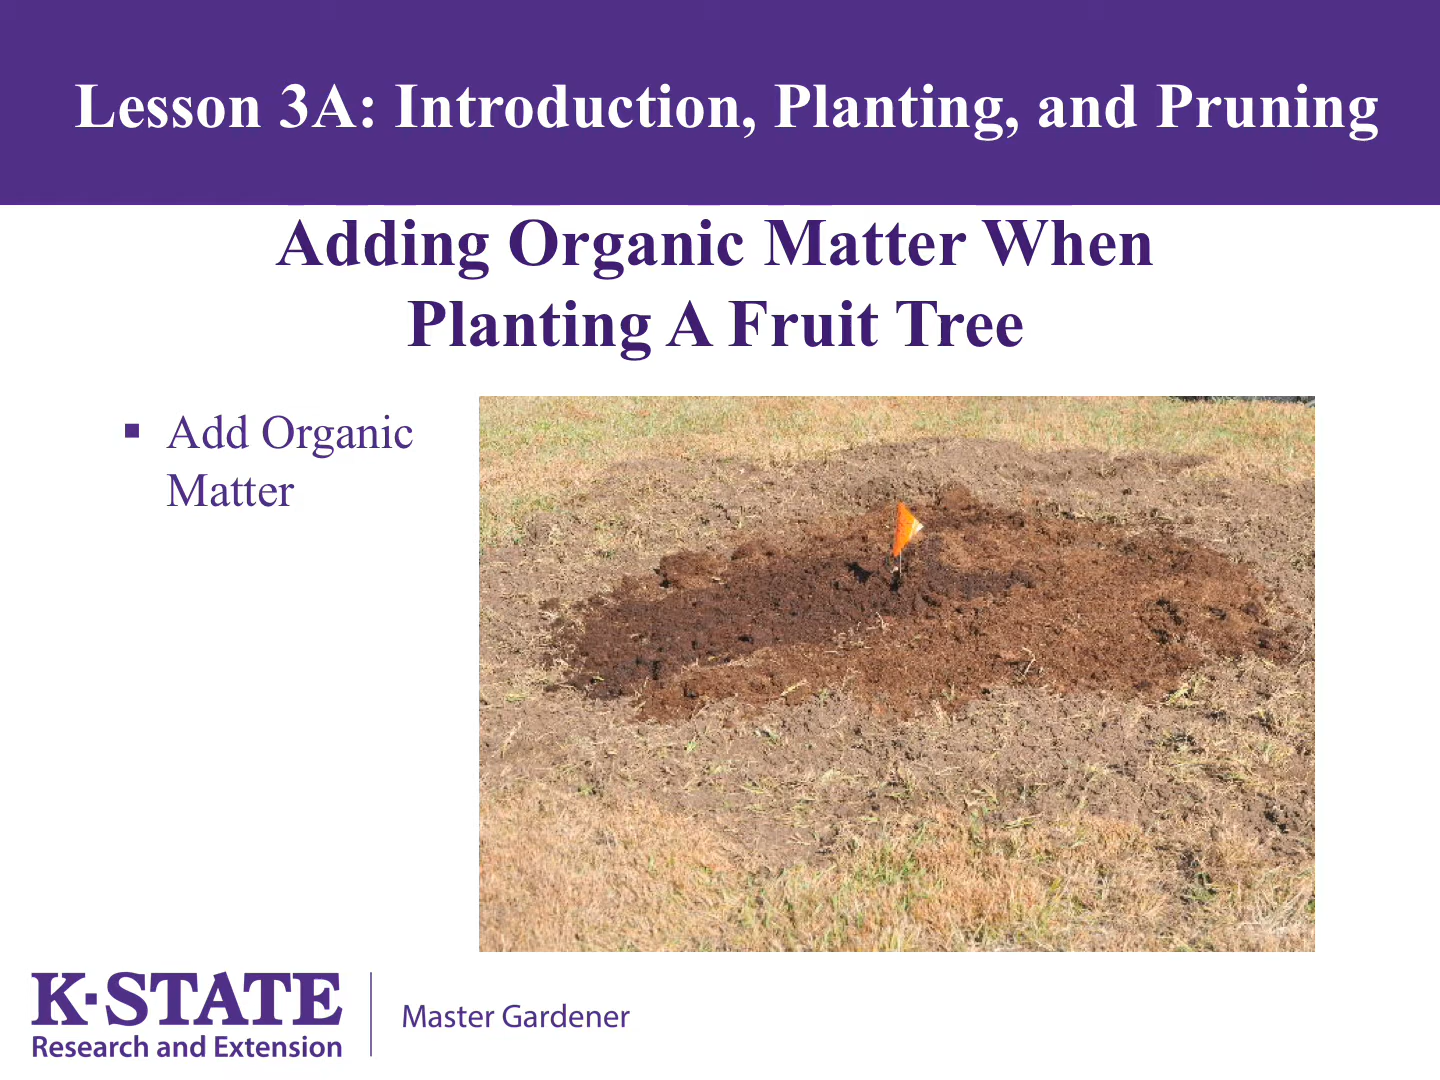 Lesson 3A: Introduction, Planting, and Pruning
Adding Organic Matter When
Planting A Fruit Tree
▪ Add Organic
Matter
K·STATE
Research and Extension
Master Gardener